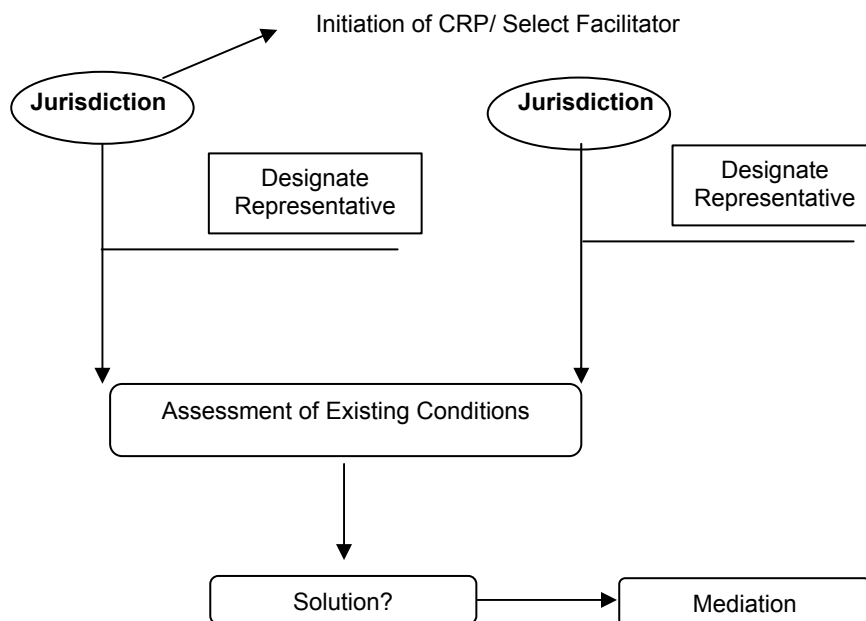 Initiation of CRP/ Select Facilitator
Jurisdiction
Jurisdiction
Designate
Representative
Designate
Representative
Assessment of Existing Conditions
Solution?
Mediation